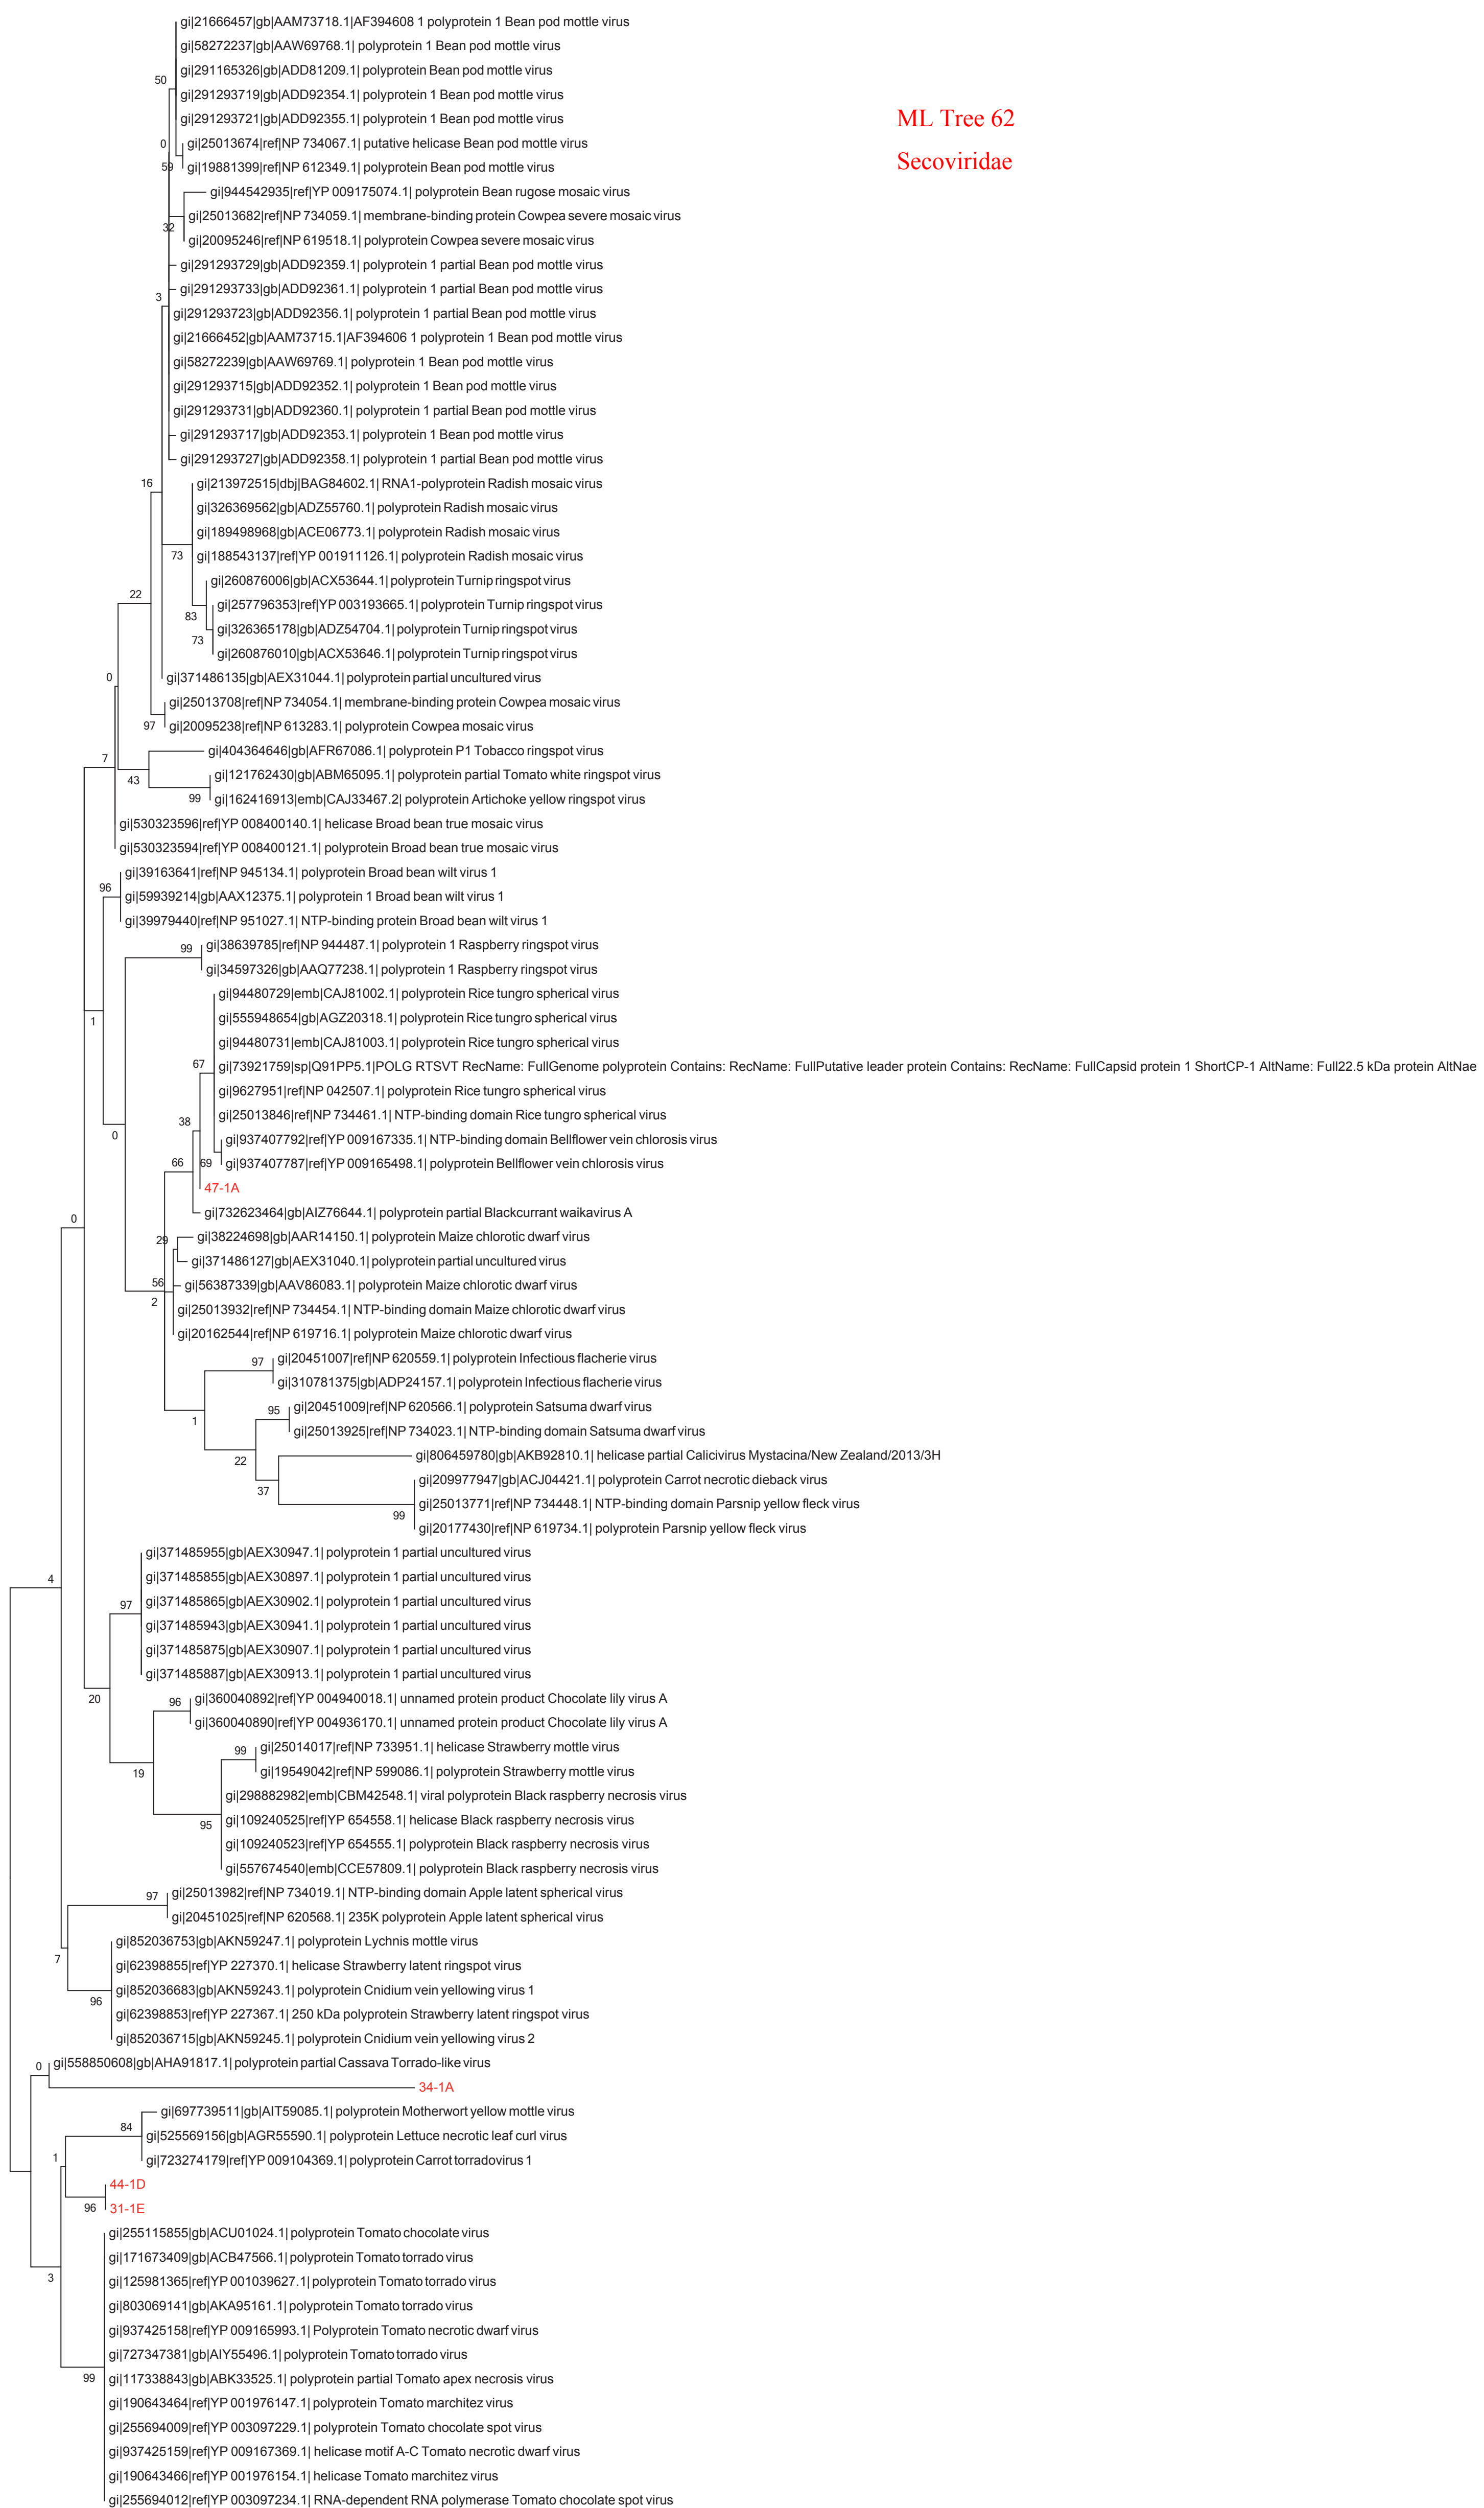 gi|21666457|gb|AAM73718.1|AF394608 1 polyprotein 1 Bean pod mottle virus
gi|58272237|gb|AAW69768.1| polyprotein 1 Bean pod mottle virus
gi|291165326|gb|ADD81209.1| polyprotein Bean pod mottle virus
50
gi|291293719|gb|ADD92354.1| polyprotein 1 Bean pod mottle virus
gi|291293721|gb|ADD92355.1| polyprotein 1 Bean pod mottle virus
ML Tree 62
0
gi|25013674|ref|NP 734067.1| putative helicase Bean pod mottle virus
Secoviridae
59
gi|19881399|ref|NP 612349.1| polyprotein Bean pod mottle virus
gi|944542935|ref|YP 009175074.1| polyprotein Bean rugose mosaic virus
gi|25013682|ref|NP 734059.1| membrane-binding protein Cowpea severe mosaic virus
32
gi|20095246|ref|NP 619518.1| polyprotein Cowpea severe mosaic virus
gi|291293729|gb|ADD92359.1| polyprotein 1 partial Bean pod mottle virus
gi|291293733|gb|ADD92361.1| polyprotein 1 partial Bean pod mottle virus
3
gi|291293723|gb|ADD92356.1| polyprotein 1 partial Bean pod mottle virus
gi|21666452|gb|AAM73715.1|AF394606 1 polyprotein 1 Bean pod mottle virus
gi|58272239|gb|AAW69769.1| polyprotein 1 Bean pod mottle virus
gi|291293715|gb|ADD92352.1| polyprotein 1 Bean pod mottle virus
gi|291293731|gb|ADD92360.1| polyprotein 1 partial Bean pod mottle virus
gi|291293717|gb|ADD92353.1| polyprotein 1 Bean pod mottle virus
gi|291293727|gb|ADD92358.1| polyprotein 1 partial Bean pod mottle virus
16
gi|213972515|dbj|BAG84602.1| RNA1-polyprotein Radish mosaic virus
gi|326369562|gb|ADZ55760.1| polyprotein Radish mosaic virus
gi|189498968|gb|ACE06773.1| polyprotein Radish mosaic virus
73
gi|188543137|ref|YP 001911126.1| polyprotein Radish mosaic virus
gi|260876006|gb|ACX53644.1| polyprotein Turnip ringspot virus
22
gi|257796353|ref|YP 003193665.1| polyprotein Turnip ringspot virus
83
gi|326365178|gb|ADZ54704.1| polyprotein Turnip ringspot virus
73
gi|260876010|gb|ACX53646.1| polyprotein Turnip ringspot virus
0
gi|371486135|gb|AEX31044.1| polyprotein partial uncultured virus
gi|25013708|ref|NP 734054.1| membrane-binding protein Cowpea mosaic virus
97
gi|20095238|ref|NP 613283.1| polyprotein Cowpea mosaic virus
gi|404364646|gb|AFR67086.1| polyprotein P1 Tobacco ringspot virus
7
gi|121762430|gb|ABM65095.1| polyprotein partial Tomato white ringspot virus
43
99
gi|162416913|emb|CAJ33467.2| polyprotein Artichoke yellow ringspot virus
gi|530323596|ref|YP 008400140.1| helicase Broad bean true mosaic virus
gi|530323594|ref|YP 008400121.1| polyprotein Broad bean true mosaic virus
gi|39163641|ref|NP 945134.1| polyprotein Broad bean wilt virus 1
96
gi|59939214|gb|AAX12375.1| polyprotein 1 Broad bean wilt virus 1
gi|39979440|ref|NP 951027.1| NTP-binding protein Broad bean wilt virus 1
99
gi|38639785|ref|NP 944487.1| polyprotein 1 Raspberry ringspot virus
gi|34597326|gb|AAQ77238.1| polyprotein 1 Raspberry ringspot virus
gi|94480729|emb|CAJ81002.1| polyprotein Rice tungro spherical virus
1
gi|555948654|gb|AGZ20318.1| polyprotein Rice tungro spherical virus
gi|94480731|emb|CAJ81003.1| polyprotein Rice tungro spherical virus
67
gi|73921759|sp|Q91PP5.1|POLG RTSVT RecName: FullGenome polyprotein Contains: RecName: FullPutative leader protein Contains: RecName: FullCapsid protein 1 ShortCP-1 AltName: Full22.5 kDa protein AltNae
gi|9627951|ref|NP 042507.1| polyprotein Rice tungro spherical virus
38
gi|25013846|ref|NP 734461.1| NTP-binding domain Rice tungro spherical virus
0
gi|937407792|ref|YP 009167335.1| NTP-binding domain Bellflower vein chlorosis virus
66
69
gi|937407787|ref|YP 009165498.1| polyprotein Bellflower vein chlorosis virus
47-1A
gi|732623464|gb|AIZ76644.1| polyprotein partial Blackcurrant waikavirus A
0
29
gi|38224698|gb|AAR14150.1| polyprotein Maize chlorotic dwarf virus
gi|371486127|gb|AEX31040.1| polyprotein partial uncultured virus
56
gi|56387339|gb|AAV86083.1| polyprotein Maize chlorotic dwarf virus
2
gi|25013932|ref|NP 734454.1| NTP-binding domain Maize chlorotic dwarf virus
gi|20162544|ref|NP 619716.1| polyprotein Maize chlorotic dwarf virus
97
gi|20451007|ref|NP 620559.1| polyprotein Infectious flacherie virus
gi|310781375|gb|ADP24157.1| polyprotein Infectious flacherie virus
95
gi|20451009|ref|NP 620566.1| polyprotein Satsuma dwarf virus
1
gi|25013925|ref|NP 734023.1| NTP-binding domain Satsuma dwarf virus
22
gi|806459780|gb|AKB92810.1| helicase partial Calicivirus Mystacina/New Zealand/2013/3H
gi|209977947|gb|ACJ04421.1| polyprotein Carrot necrotic dieback virus
37
gi|25013771|ref|NP 734448.1| NTP-binding domain Parsnip yellow fleck virus
99
gi|20177430|ref|NP 619734.1| polyprotein Parsnip yellow fleck virus
gi|371485955|gb|AEX30947.1| polyprotein 1 partial uncultured virus
4
gi|371485855|gb|AEX30897.1| polyprotein 1 partial uncultured virus
97
gi|371485865|gb|AEX30902.1| polyprotein 1 partial uncultured virus
gi|371485943|gb|AEX30941.1| polyprotein 1 partial uncultured virus
gi|371485875|gb|AEX30907.1| polyprotein 1 partial uncultured virus
gi|371485887|gb|AEX30913.1| polyprotein 1 partial uncultured virus
20
96
gi|360040892|ref|YP 004940018.1| unnamed protein product Chocolate lily virus A
gi|360040890|ref|YP 004936170.1| unnamed protein product Chocolate lily virus A
99
gi|25014017|ref|NP 733951.1| helicase Strawberry mottle virus
19
gi|19549042|ref|NP 599086.1| polyprotein Strawberry mottle virus
gi|298882982|emb|CBM42548.1| viral polyprotein Black raspberry necrosis virus
95
gi|109240525|ref|YP 654558.1| helicase Black raspberry necrosis virus
gi|109240523|ref|YP 654555.1| polyprotein Black raspberry necrosis virus
gi|557674540|emb|CCE57809.1| polyprotein Black raspberry necrosis virus
97
gi|25013982|ref|NP 734019.1| NTP-binding domain Apple latent spherical virus
gi|20451025|ref|NP 620568.1| 235K polyprotein Apple latent spherical virus
gi|852036753|gb|AKN59247.1| polyprotein Lychnis mottle virus
7
gi|62398855|ref|YP 227370.1| helicase Strawberry latent ringspot virus
gi|852036683|gb|AKN59243.1| polyprotein Cnidium vein yellowing virus 1
96
gi|62398853|ref|YP 227367.1| 250 kDa polyprotein Strawberry latent ringspot virus
gi|852036715|gb|AKN59245.1| polyprotein Cnidium vein yellowing virus 2
0
gi|558850608|gb|AHA91817.1| polyprotein partial Cassava Torrado-like virus
34-1A
gi|697739511|gb|AIT59085.1| polyprotein Motherwort yellow mottle virus
84
gi|525569156|gb|AGR55590.1| polyprotein Lettuce necrotic leaf curl virus
1
gi|723274179|ref|YP 009104369.1| polyprotein Carrot torradovirus 1
44-1D
96
31-1E
gi|255115855|gb|ACU01024.1| polyprotein Tomato chocolate virus
gi|171673409|gb|ACB47566.1| polyprotein Tomato torrado virus
3
gi|125981365|ref|YP 001039627.1| polyprotein Tomato torrado virus
gi|803069141|gb|AKA95161.1| polyprotein Tomato torrado virus
gi|937425158|ref|YP 009165993.1| Polyprotein Tomato necrotic dwarf virus
gi|727347381|gb|AIY55496.1| polyprotein Tomato torrado virus
99
gi|117338843|gb|ABK33525.1| polyprotein partial Tomato apex necrosis virus
gi|190643464|ref|YP 001976147.1| polyprotein Tomato marchitez virus
gi|255694009|ref|YP 003097229.1| polyprotein Tomato chocolate spot virus
gi|937425159|ref|YP 009167369.1| helicase motif A-C Tomato necrotic dwarf virus
gi|190643466|ref|YP 001976154.1| helicase Tomato marchitez virus
gi|255694012|ref|YP 003097234.1| RNA-dependent RNA polymerase Tomato chocolate spot virus